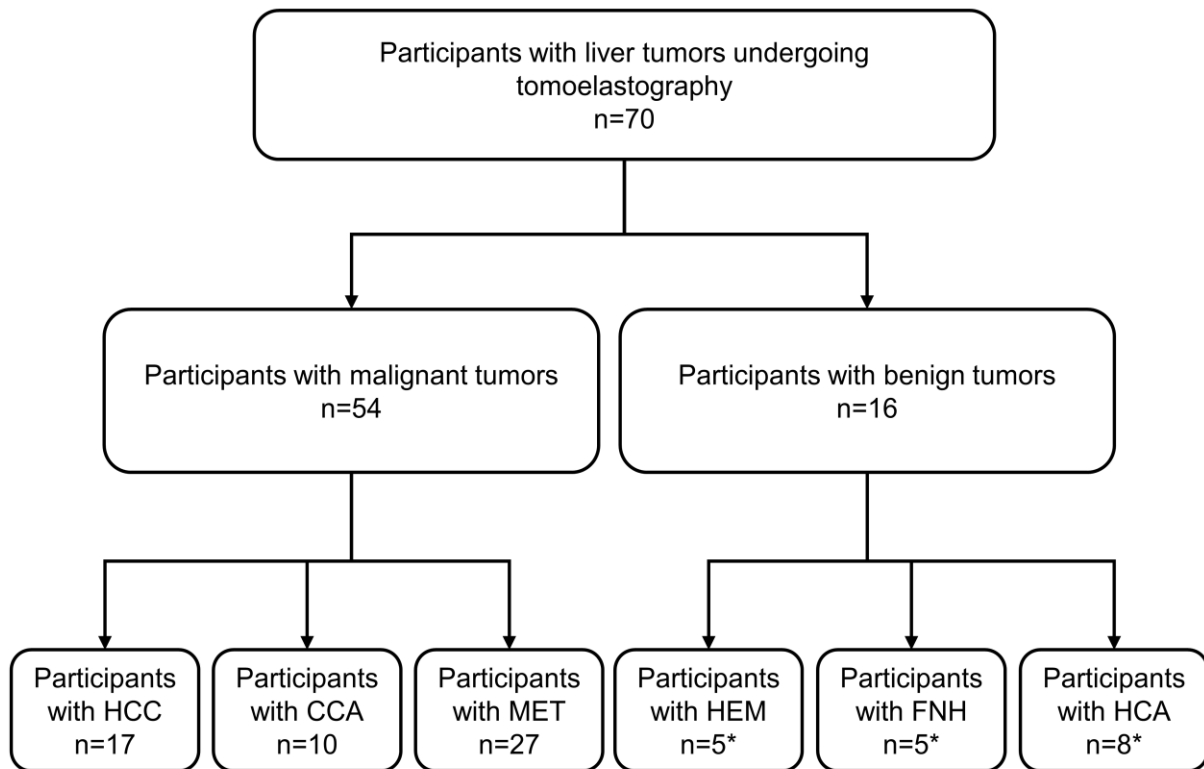 Participants with liver tumors undergoing
tomoelastography
n=70
Participants with malignant tumors
n=54
Participants with benign tumors
n=16
Participants
with HCC
n=17
Participants
with CCA
n=10
Participants
with MET
n=27
Participants
with HEM
n=5*
Participants
with FNH
n=5*
Participants
with HCA
n=8*